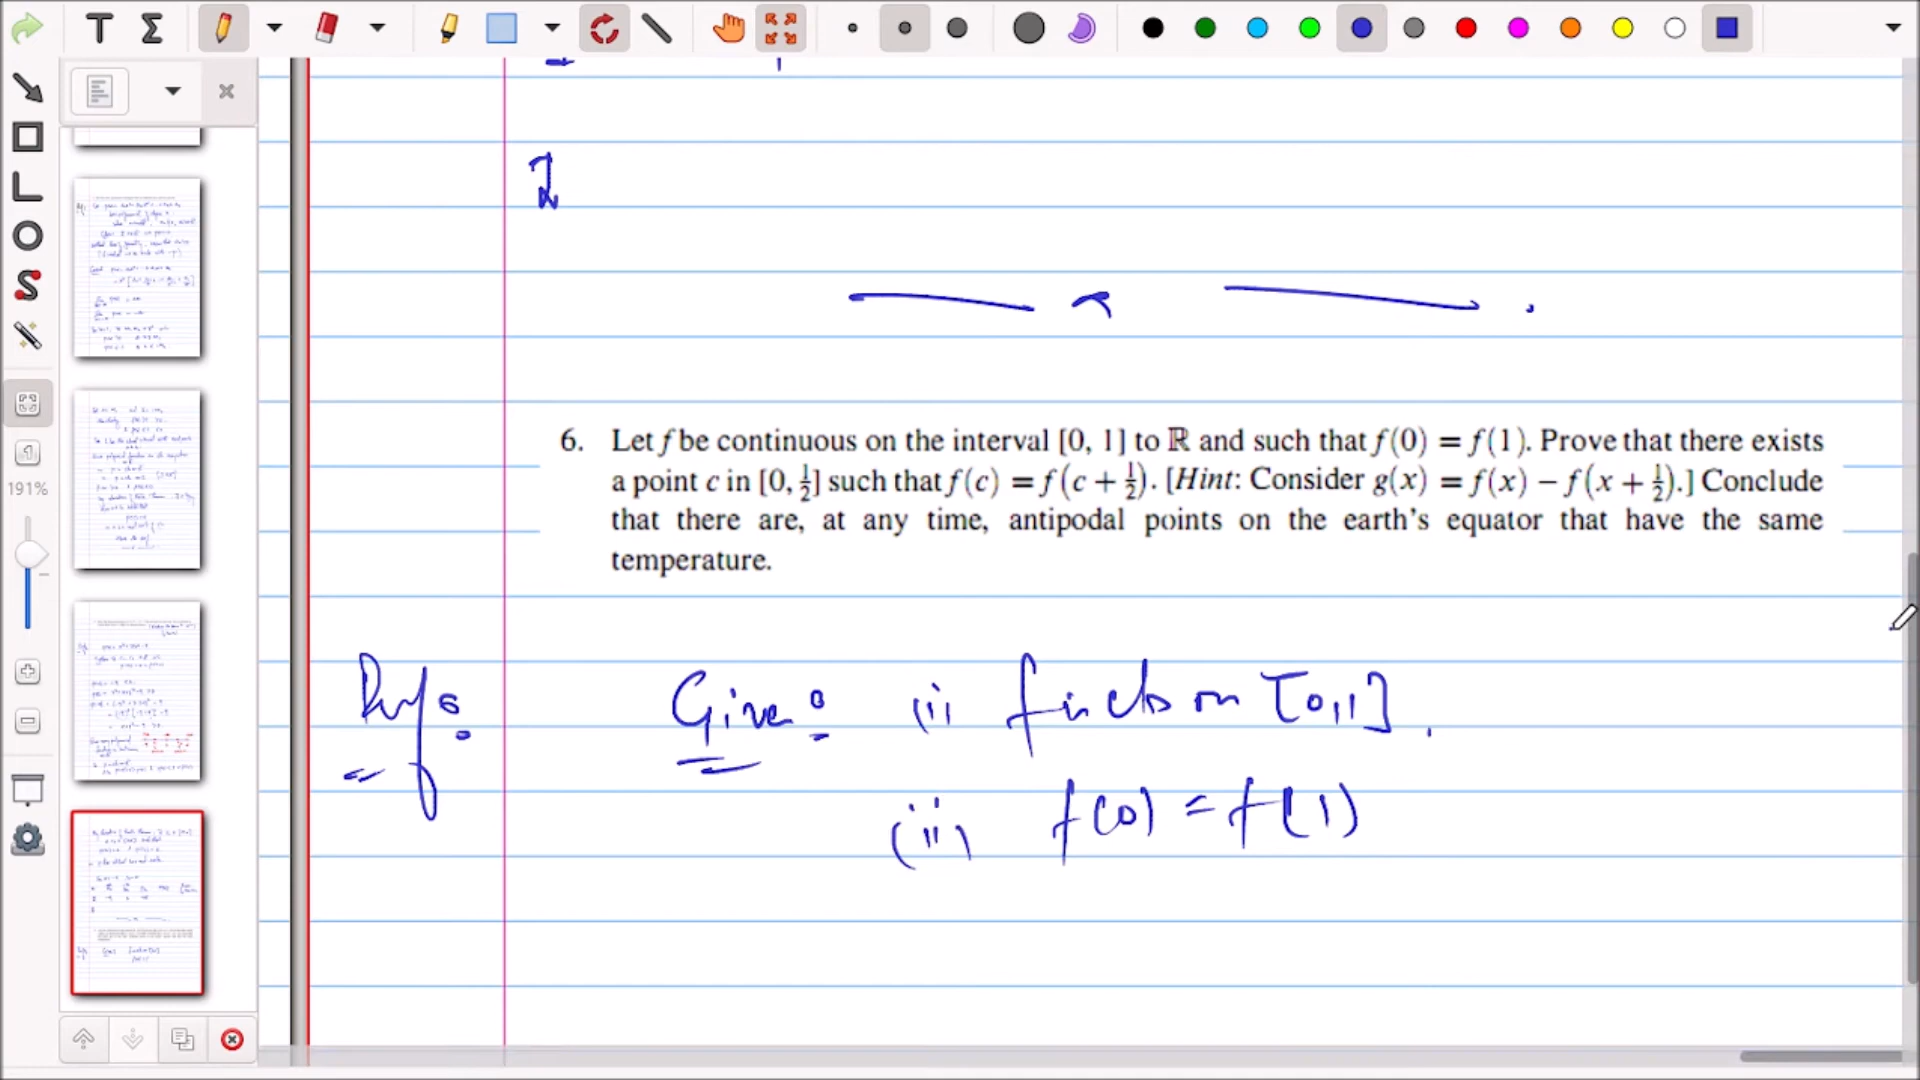 T Σ
191%
6. Let f be continuous on the interval [0, 1] to ℝ and such that f(0) = f(1). Prove that there exists
a point c in [0, ½] such that f(c) = f(c + ½). [Hint: Consider g(x) = f(x) − f(x + ½).] Conclude
that there are, at any time, antipodal points on the earth's equator that have the same
temperature.
Given : (i) f on [0,1].
(ii) f(0) = f(1)